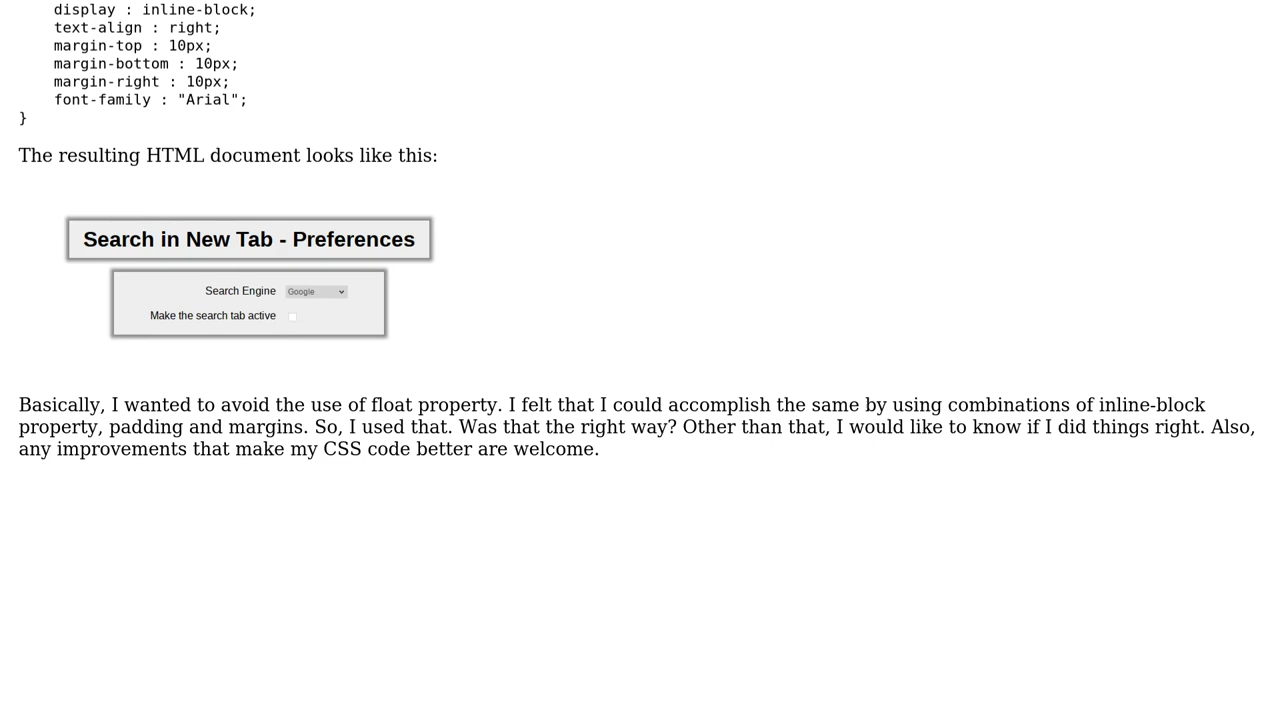 display : inline-block;
text-align : right;
margin-top : 10px;
margin-bottom : 10px;
margin-right : 10px;
font-family : "Arial";
}
The resulting HTML document looks like this:
Search in New Tab - Preferences
Search Engine Google
Make the search tab active
Basically, I wanted to avoid the use of float property. I felt that I could accomplish the same by using combinations of inline-block
property, padding and margins. So, I used that. Was that the right way? Other than that, I would like to know if I did things right. Also,
any improvements that make my CSS code better are welcome.